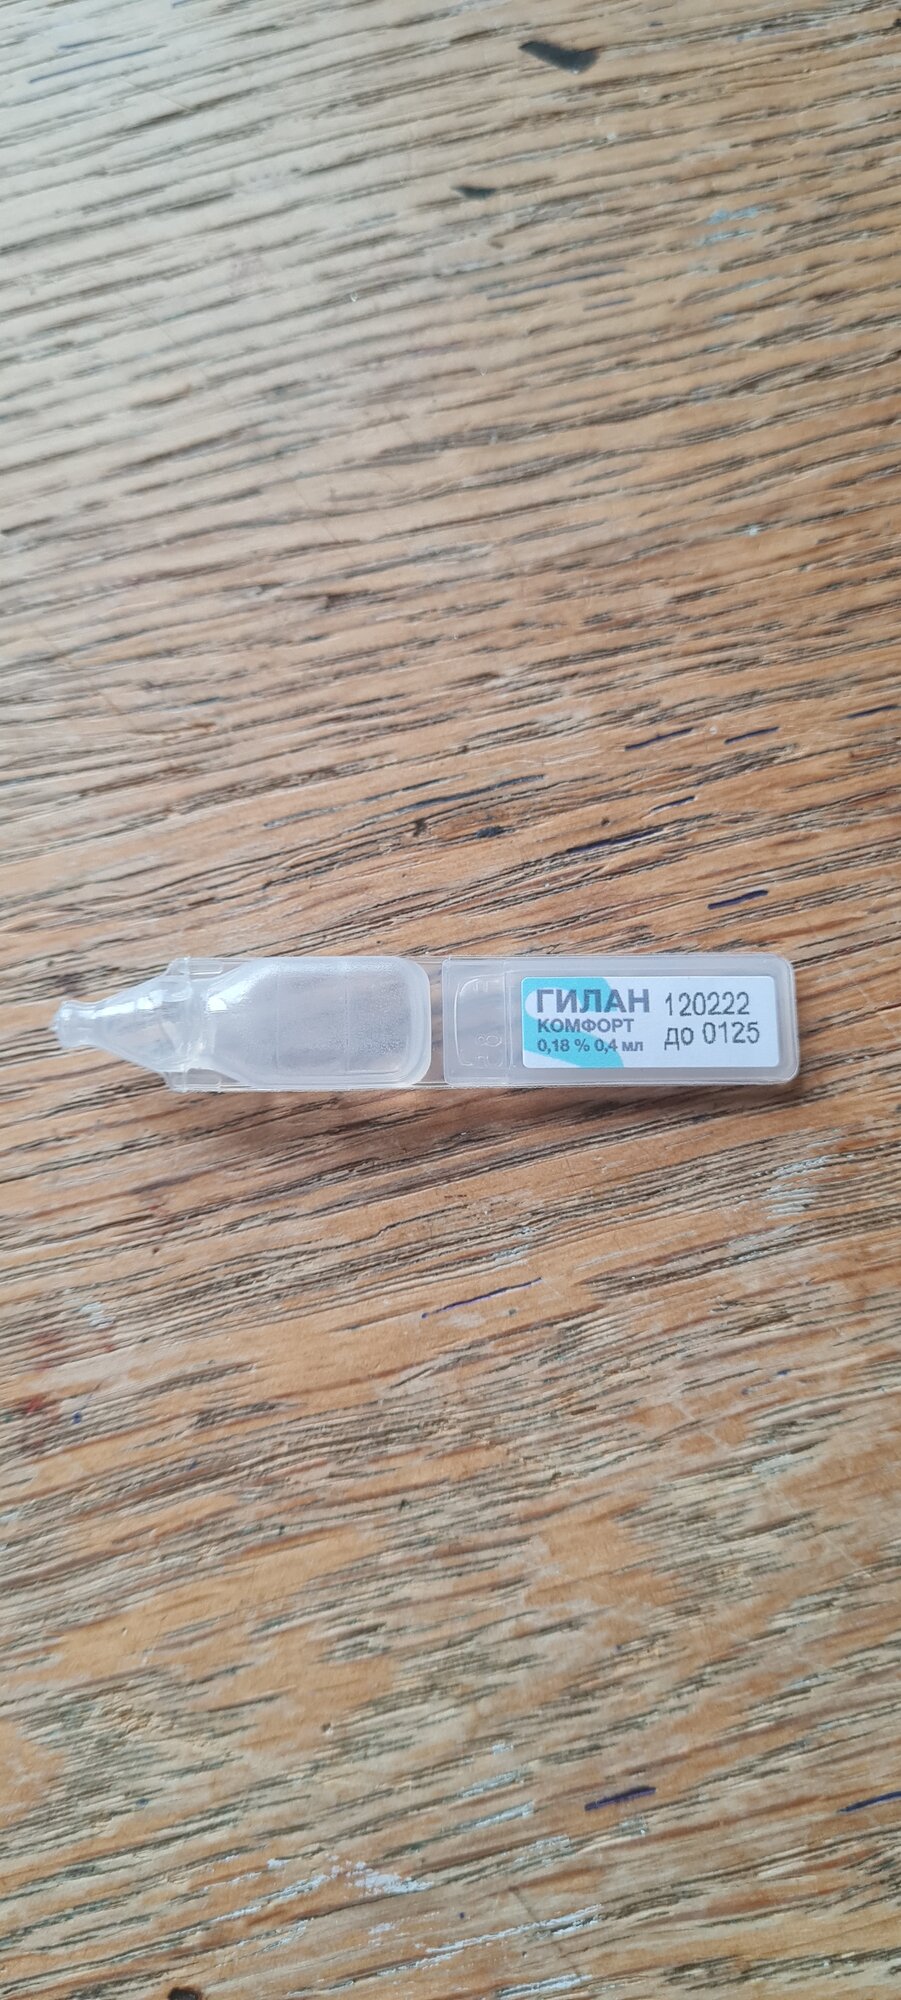 ГИЛАН
КОМФОРТ
0,18 % 0,4 мл
120222
до 0125